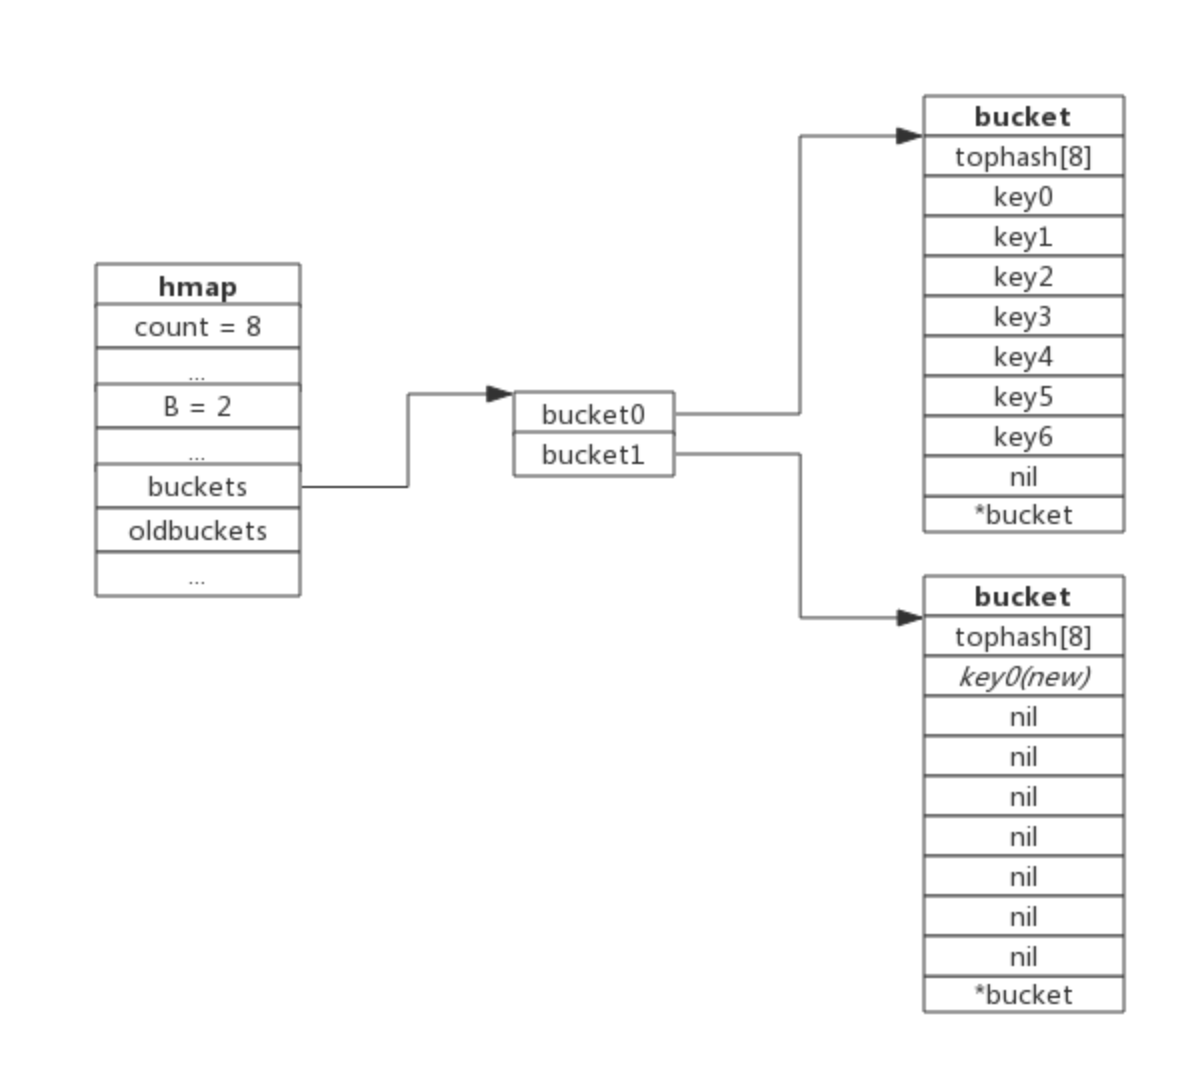 hmap
count = 8
...
B = 2
...
buckets
oldbuckets
...
bucket0
bucket1
bucket
tophash[8]
key0
key1
key2
key3
key4
key5
key6
nil
*bucket
bucket
tophash[8]
key0(new)
nil
nil
nil
nil
nil
nil
nil
*bucket